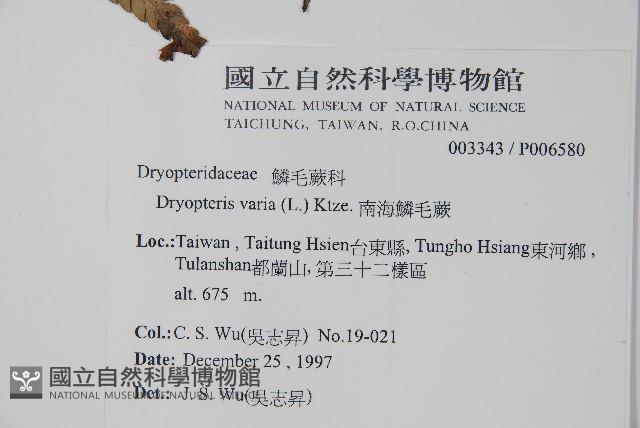 國立自然科學博物館
NATIONAL MUSEUM OF NATURAL SCIENCE
TAICHUNG, TAIWAN, R.O.CHINA
003343 / P006580
Dryopteridaceae 鱗毛蕨科
Dryopteris varia (L.) Ktze. 南海鱗毛蕨
Loc.:Taiwan , Taitung Hsien台東縣, Tungho Hsiang東河鄉 ,
Tulanshan都蘭山, 第三十二樣區
alt. 675 m.
Col.:C. S. Wu(吳志昇) No.19-021
Date: December 25 , 1997
國立自然科學博物館
NATIONAL MUSEUM OF NATURAL SCIENCE
Det.: J. S. Wu(吳志昇)